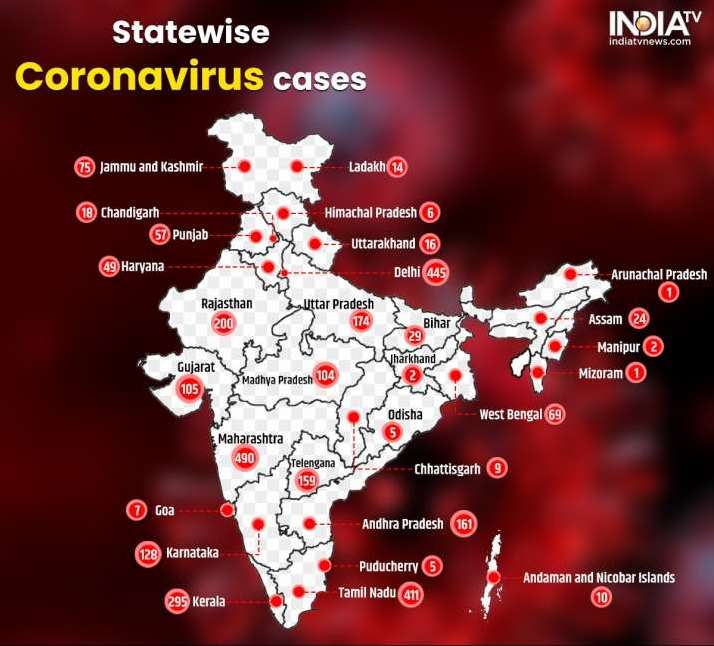 Statewise
Coronavirus cases
INDIA TV
indiatvnews.com
75 Jammu and Kashmir
Ladakh 14
18 Chandigarh
Himachal Pradesh 6
57 Punjab
Uttarakhand 16
49 Haryana
Delhi 445
Arunachal Pradesh
1
Rajasthan
200
Uttar Pradesh
174
Bihar
29
Assam 24
Manipur 2
Mizoram 1
Gujarat
105
Madhya Pradesh 104
Jharkhand
2
West Bengal 69
Odisha
5
Maharashtra
490
Telengana
159
Chhattisgarh 9
7 Goa
Andhra Pradesh 161
128 Karnataka
Puducherry 5
Andaman and Nicobar Islands
10
295 Kerala
Tamil Nadu 411